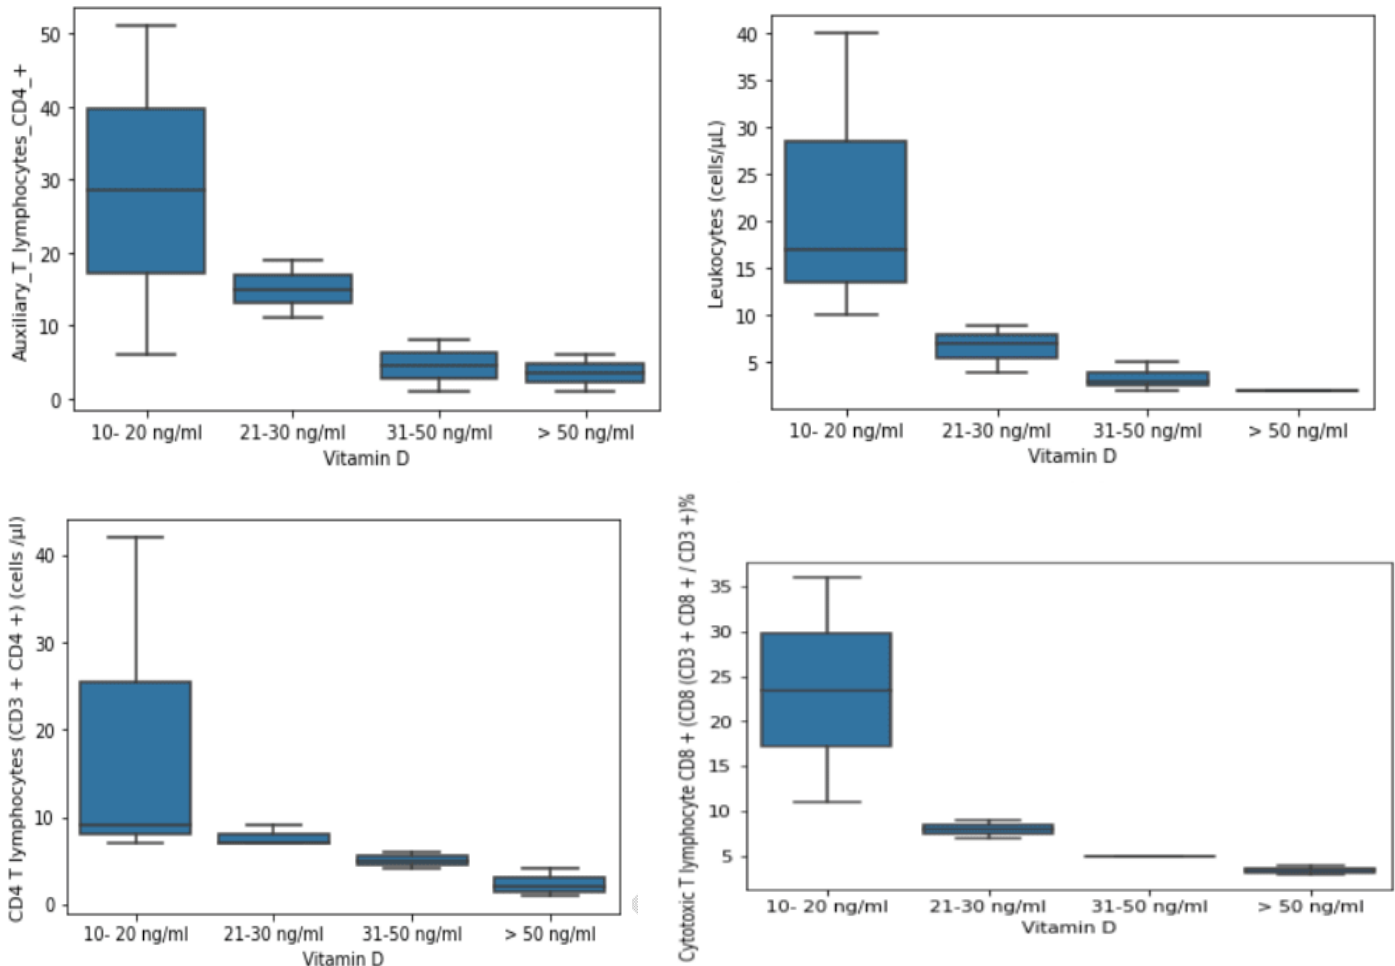 Auxiliary_T_lymphocytes_CD4_+
50
40
30
20
10
0
10- 20 ng/ml 21-30 ng/ml 31-50 ng/ml > 50 ng/ml
Vitamin D
Leukocytes (cells/µL)
40
35
30
25
20
15
10
5
10- 20 ng/ml 21-30 ng/ml 31-50 ng/ml > 50 ng/ml
Vitamin D
CD4 T lymphocytes (CD3 + CD4 +) (cells /µl)
40
30
20
10
0
10- 20 ng/ml 21-30 ng/ml 31-50 ng/ml > 50 ng/ml
Vitamin D
Cytotoxic T lymphocyte CD8 + (CD8 (CD3 + CD8 + / CD3 +)%
35
30
25
20
15
10
5
10- 20 ng/ml 21-30 ng/ml 31-50 ng/ml > 50 ng/ml
Vitamin D